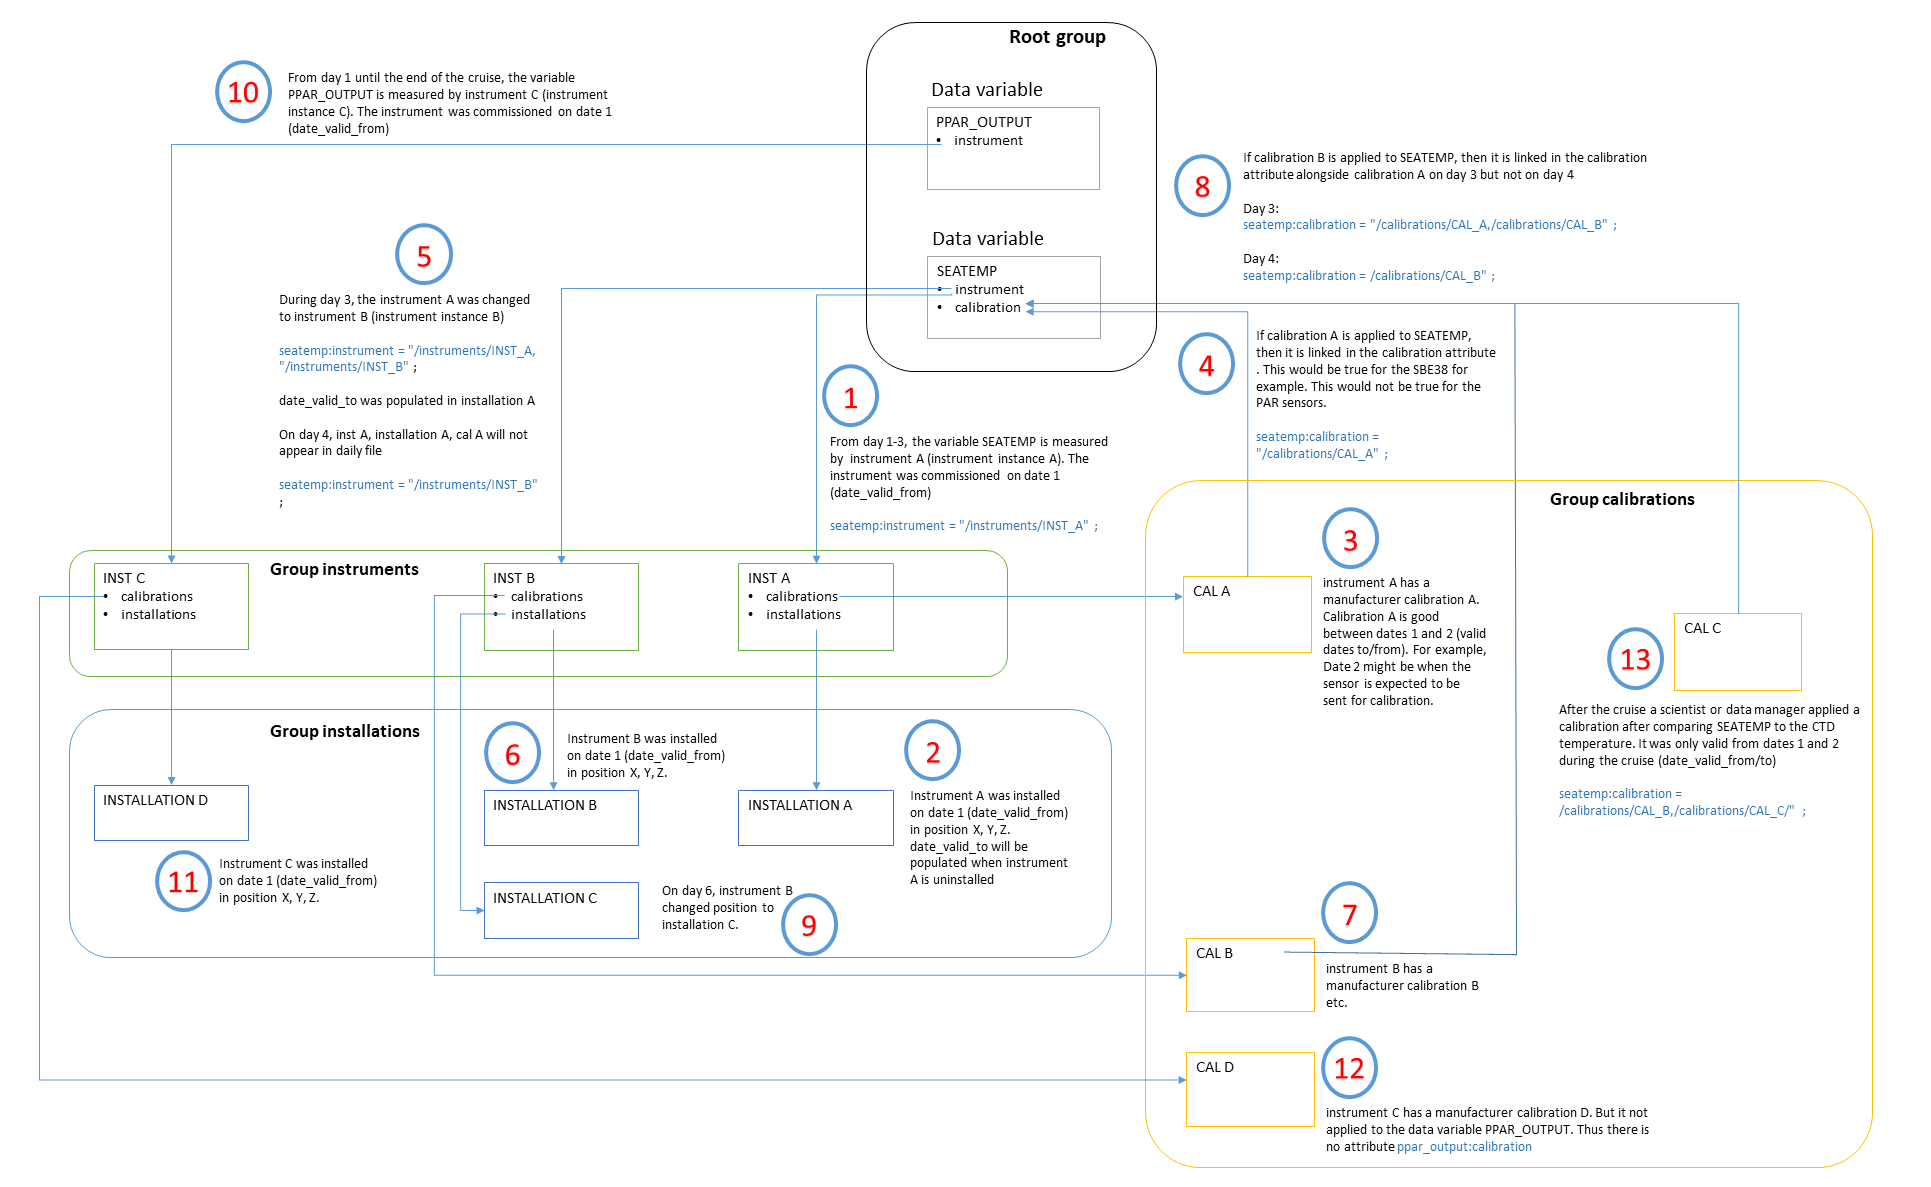 Root group
10
From day 1 until the end of the cruise, the variable
PPAR_OUTPUT is measured by instrument C (instrument
instance C). The instrument was commissioned on date 1
(date_valid_from)
Data variable
PPAR_OUTPUT
• instrument
8
If calibration B is applied to SEATEMP, then it is linked in the calibration
attribute alongside calibration A on day 3 but not on day 4
Day 3:
seatemp:calibration = "/calibrations/CAL_A,/calibrations/CAL_B" ;
Day 4:
seatemp:calibration = /calibrations/CAL_B" ;
Data variable
SEATEMP
• instrument
• calibration
5
During day 3, the instrument A was changed
to instrument B (instrument instance B)
seatemp:instrument = "/instruments/INST_A,
"/instruments/INST_B" ;
date_valid_to was populated in installation A
On day 4, inst A, installation A, cal A will not
appear in daily file
seatemp:instrument = "/instruments/INST_B"
;
1
From day 1-3, the variable SEATEMP is measured
by instrument A (instrument instance A). The
instrument was commissioned on date 1
(date_valid_from)
seatemp:instrument = "/instruments/INST_A" ;
4
If calibration A is applied to SEATEMP,
then it is linked in the calibration attribute
. This would be true for the SBE38 for
example. This would not be true for the
PAR sensors.
seatemp:calibration =
"/calibrations/CAL_A" ;
Group instruments
INST C
• calibrations
• installations
INST B
• calibrations
• installations
INST A
• calibrations
• installations
Group calibrations
CAL A
3
instrument A has a
manufacturer calibration A.
Calibration A is good
between dates 1 and 2 (valid
dates to/from). For example,
Date 2 might be when the
sensor is expected to be
sent for calibration.
CAL C
13
After the cruise a scientist or data manager applied a
calibration after comparing SEATEMP to the CTD
temperature. It was only valid from dates 1 and 2
during the cruise (date_valid_from/to)
seatemp:calibration =
/calibrations/CAL_B,/calibrations/CAL_C/" ;
Group installations
INSTALLATION D
11
Instrument C was installed
on date 1 (date_valid_from)
in position X, Y, Z.
6
Instrument B was installed
on date 1 (date_valid_from)
in position X, Y, Z.
INSTALLATION B
INSTALLATION C
On day 6, instrument B
changed position to
installation C.
9
2
INSTALLATION A
Instrument A was installed
on date 1 (date_valid_from)
in position X, Y, Z.
date_valid_to will be
populated when instrument
A is uninstalled
CAL B
7
instrument B has a
manufacturer calibration B
etc.
CAL D
12
instrument C has a manufacturer calibration D. But it not
applied to the data variable PPAR_OUTPUT. Thus there is
no attribute ppar_output:calibration